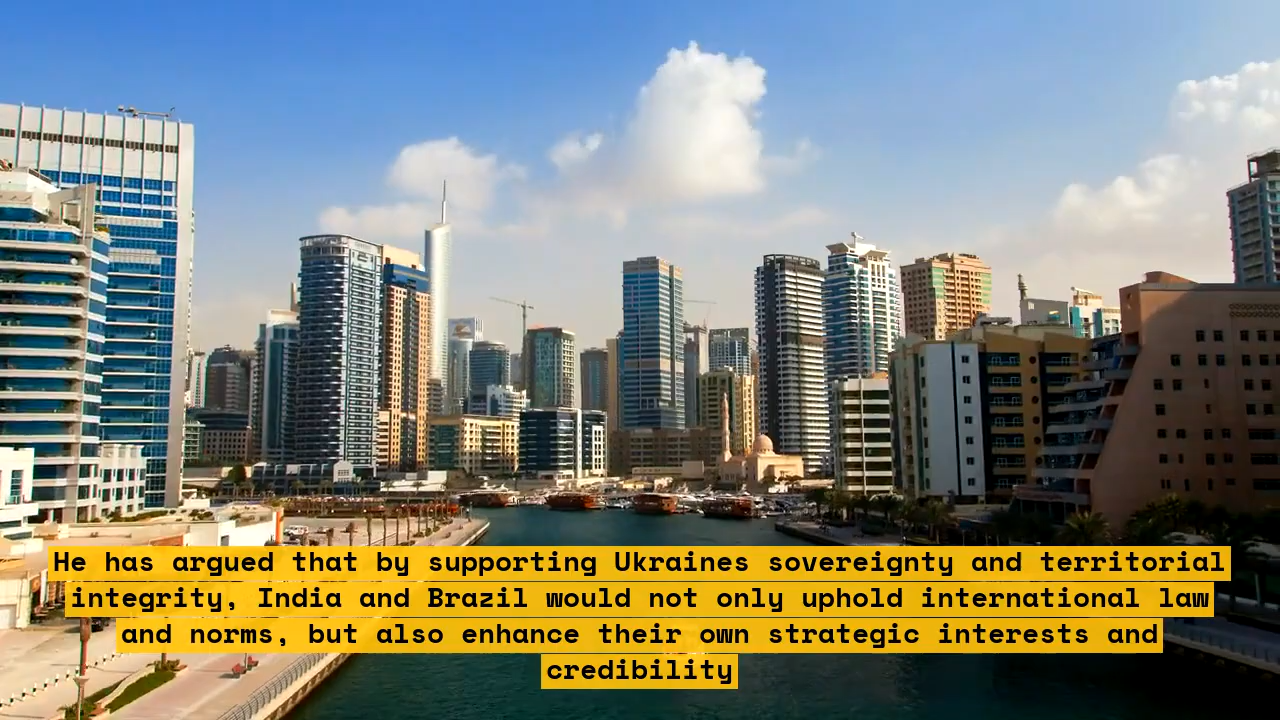 He has argued that by supporting Ukraines sovereignty and territorial
integrity, India and Brazil would not only uphold international law
and norms, but also enhance their own strategic interests and
credibility